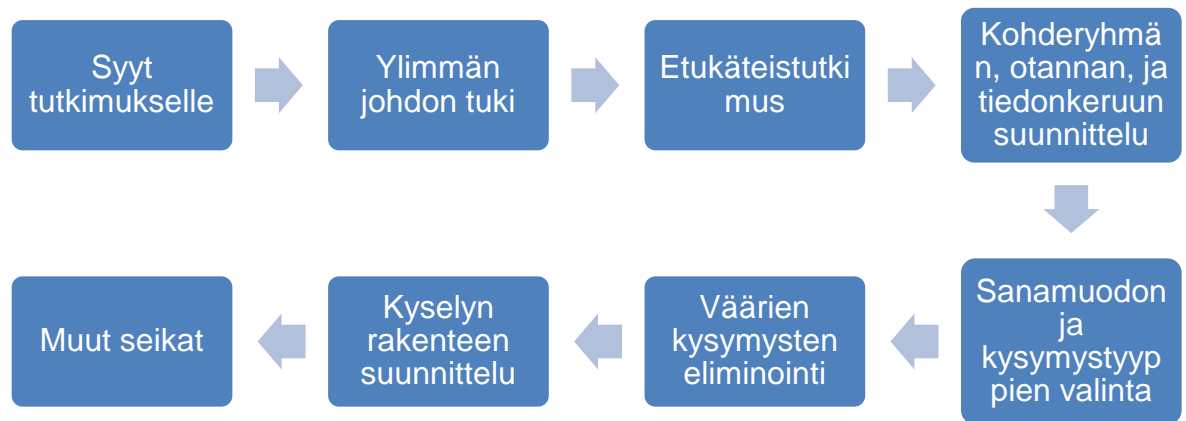 Syyt
tutkimukselle
Ylimmän
johdon tuki
Etukäteistutki
mus
Kohderyhmä
n, otannan, ja
tiedonkeruun
suunnittelu
Sanamuodon
ja
kysymystyyp
pien valinta
Väärien
kysymysten
eliminointi
Kyselyn
rakenteen
suunnittelu
Muut seikat